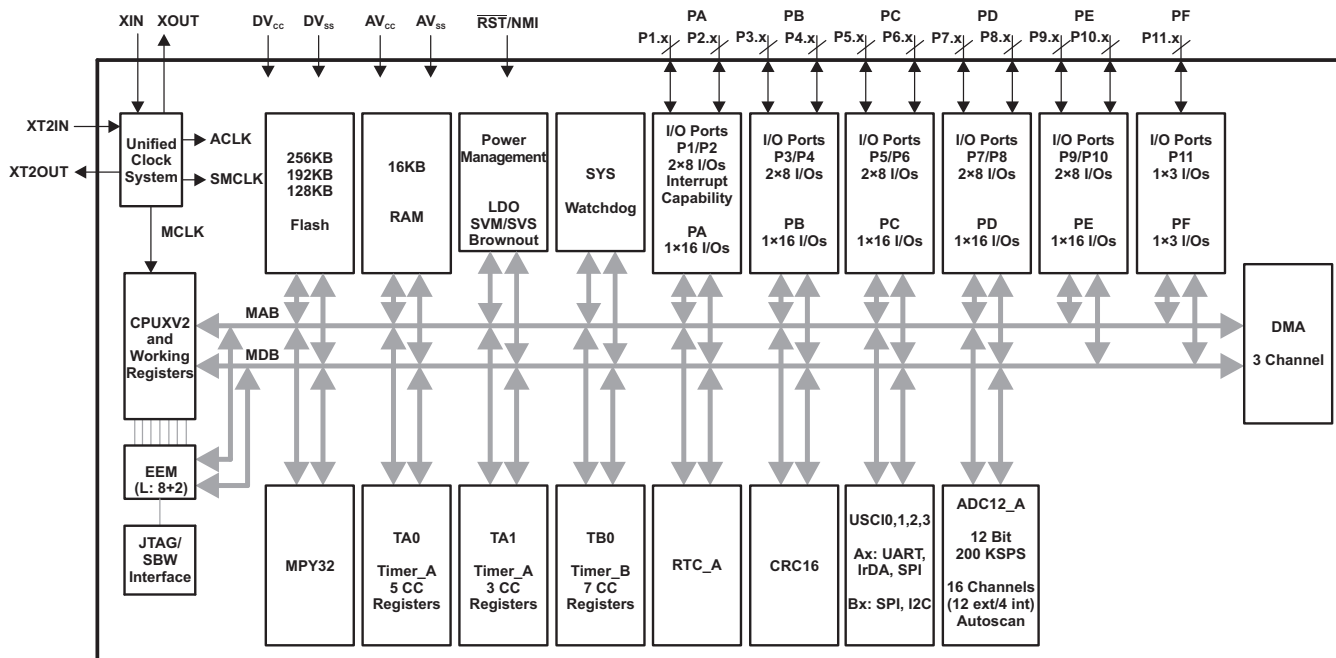 XIN XOUT DVCC DVSS AVCC AVSS RST/NMI PA PB PC PD PE PF
P1.x P2.x P3.x P4.x P5.x P6.x P7.x P8.x P9.x P10.x P11.x
XT2IN
XT2OUT
Unified
Clock
System
ACLK
SMCLK
MCLK
256KB
192KB
128KB
Flash
16KB
RAM
Power
Management
LDO
SVM/SVS
Brownout
SYS
Watchdog
I/O Ports
P1/P2
2×8 I/Os
Interrupt
Capability
PA
1×16 I/Os
I/O Ports
P3/P4
2×8 I/Os
PB
1×16 I/Os
I/O Ports
P5/P6
2×8 I/Os
PC
1×16 I/Os
I/O Ports
P7/P8
2×8 I/Os
PD
1×16 I/Os
I/O Ports
P9/P10
2×8 I/Os
PE
1×16 I/Os
I/O Ports
P11
1×3 I/Os
PF
1×3 I/Os
CPUXV2
and
Working
Registers
MAB
MDB
DMA
3 Channel
EEM
(L: 8+2)
JTAG/
SBW
Interface
MPY32
TA0
Timer_A
5 CC
Registers
TA1
Timer_A
3 CC
Registers
TB0
Timer_B
7 CC
Registers
RTC_A
CRC16
USCI0,1,2,3
Ax: UART,
IrDA, SPI
Bx: SPI, I2C
ADC12_A
12 Bit
200 KSPS
16 Channels
(12 ext/4 int)
Autoscan